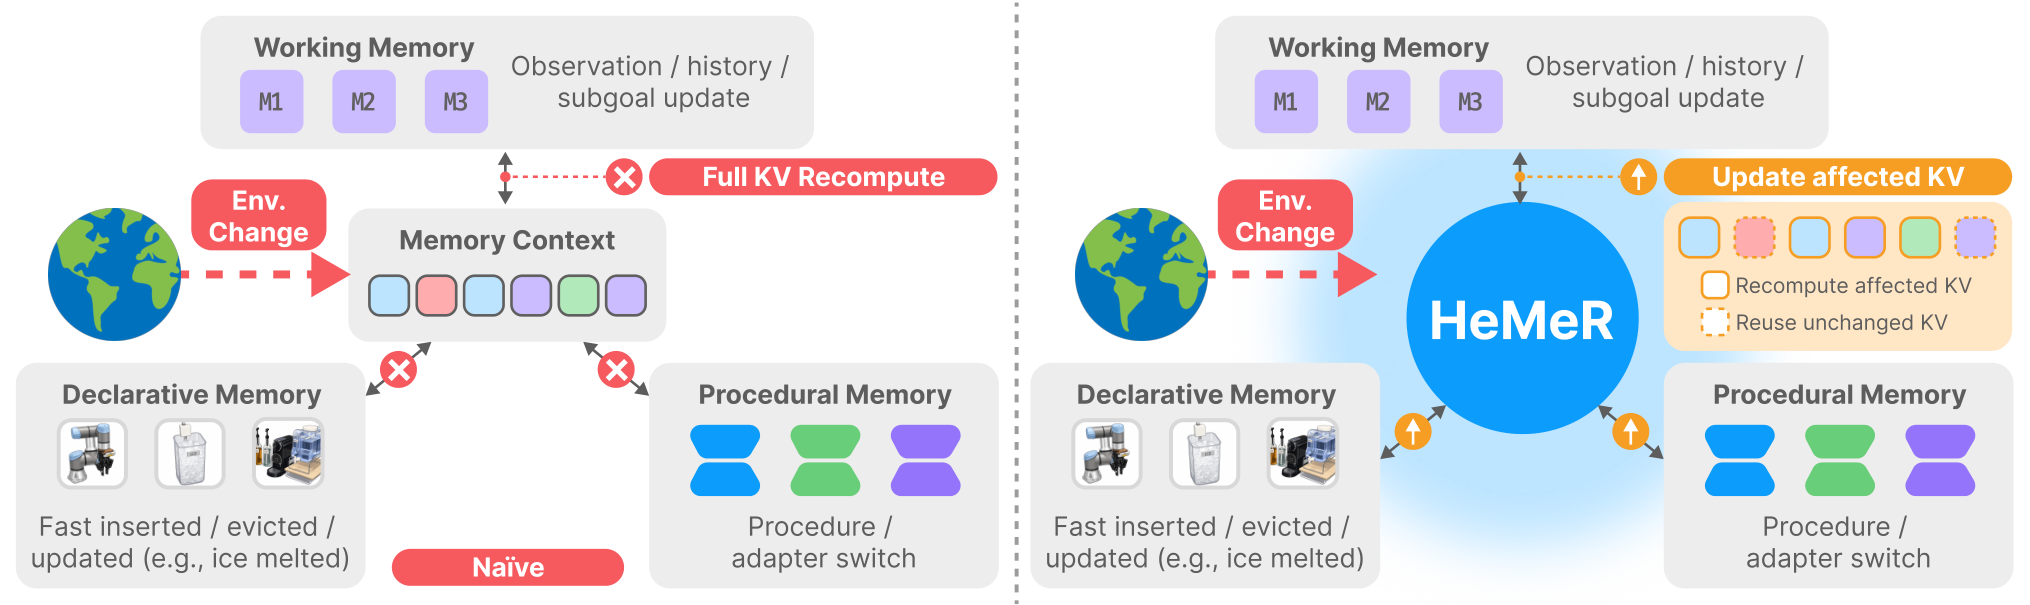 Working Memory
M1 M2 M3
Observation / history /
subgoal update
Full KV Recompute
Env.
Change
Memory Context
Declarative Memory
Fast inserted / evicted /
updated (e.g., ice melted)
Procedural Memory
Procedure /
adapter switch
Naïve
Working Memory
M1 M2 M3
Observation / history /
subgoal update
Update affected KV
Recompute affected KV
Reuse unchanged KV
Env.
Change
HeMeR
Declarative Memory
Fast inserted / evicted /
updated (e.g., ice melted)
Procedural Memory
Procedure /
adapter switch